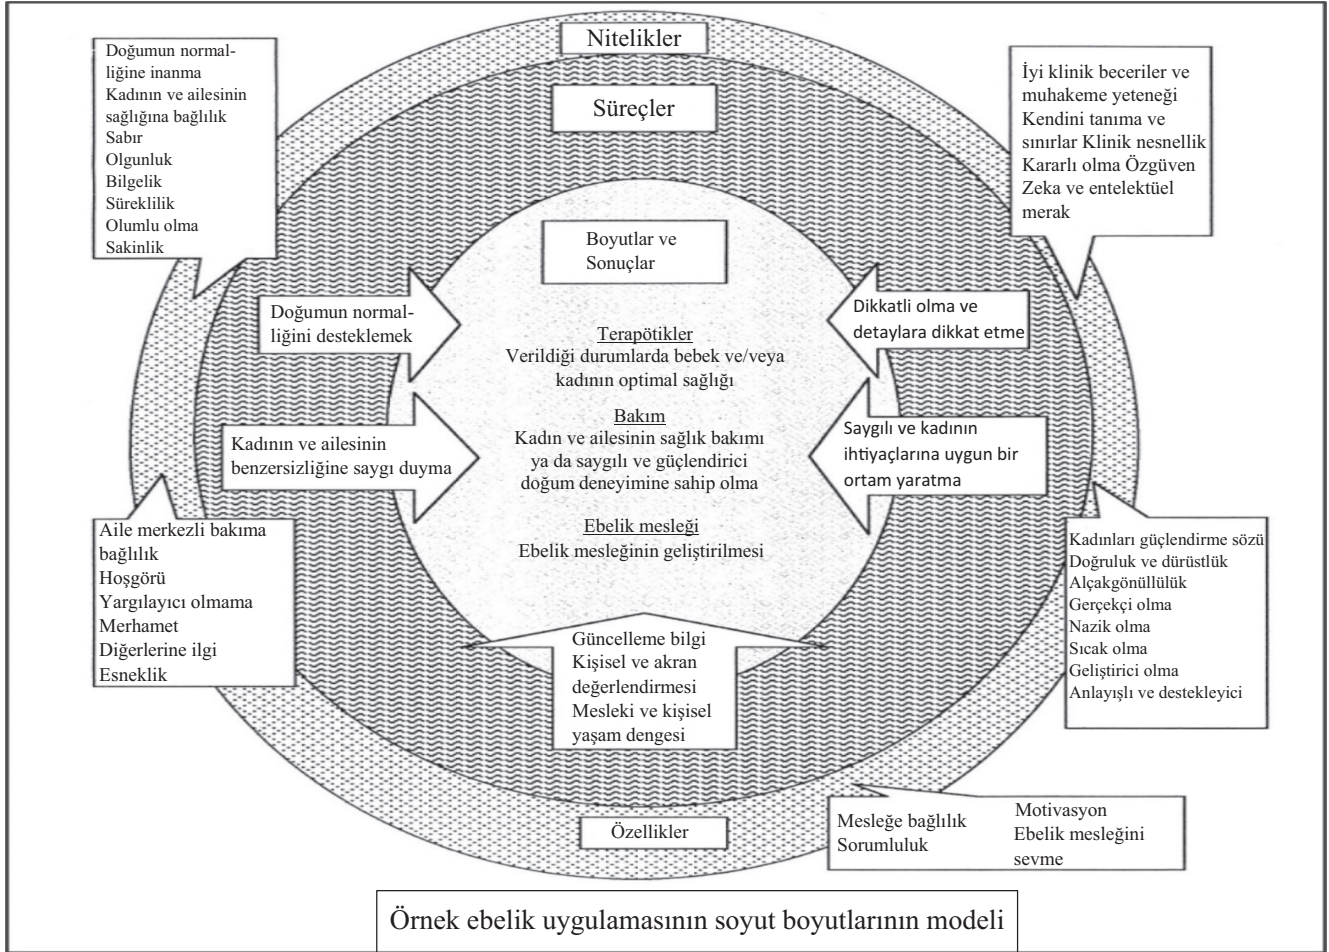 Nitelikler
Süreçler
Doğumun normal-
liğine inanma
Kadının ve ailesinin
sağlığına bağlılık
Sabır
Olgunluk
Bilgelik
Süreklilik
Olumlu olma
Sakinlik
İyi klinik beceriler ve
muhakeme yeteneği
Kendini tanıma ve
sınırlar Klinik nesnellik
Kararlı olma Özgüven
Zeka ve entelektüel
merak
Boyutlar ve
Sonuçlar
Doğumun normal-
liğini desteklemek
Dikkatli olma ve
detaylara dikkat etme
Terapötikler
Verildiği durumlarda bebek ve/veya
kadının optimal sağlığı
Bakım
Kadın ve ailesinin sağlık bakımı
ya da saygılı ve güçlendirici
doğum deneyimine sahip olma
Ebelik mesleği
Ebelik mesleğinin geliştirilmesi
Kadının ve ailesinin
benzersizliğine saygı duyma
Saygılı ve kadının
ihtiyaçlarına uygun bir
ortam yaratma
Aile merkezli bakıma
bağlılık
Hoşgörü
Yargılayıcı olmama
Merhamet
Diğerlerine ilgi
Esneklik
Kadınları güçlendirme sözü
Doğruluk ve dürüstlük
Alçakgönüllülük
Gerçekçi olma
Nazik olma
Sıcak olma
Geliştirici olma
Anlayışlı ve destekleyici
Güncelleme bilgi
Kişisel ve akran
değerlendirmesi
Mesleki ve kişisel
yaşam dengesi
Özellikler
Mesleğe bağlılık
Sorumluluk
Motivasyon
Ebelik mesleğini
sevme
Örnek ebelik uygulamasının soyut boyutlarının modeli